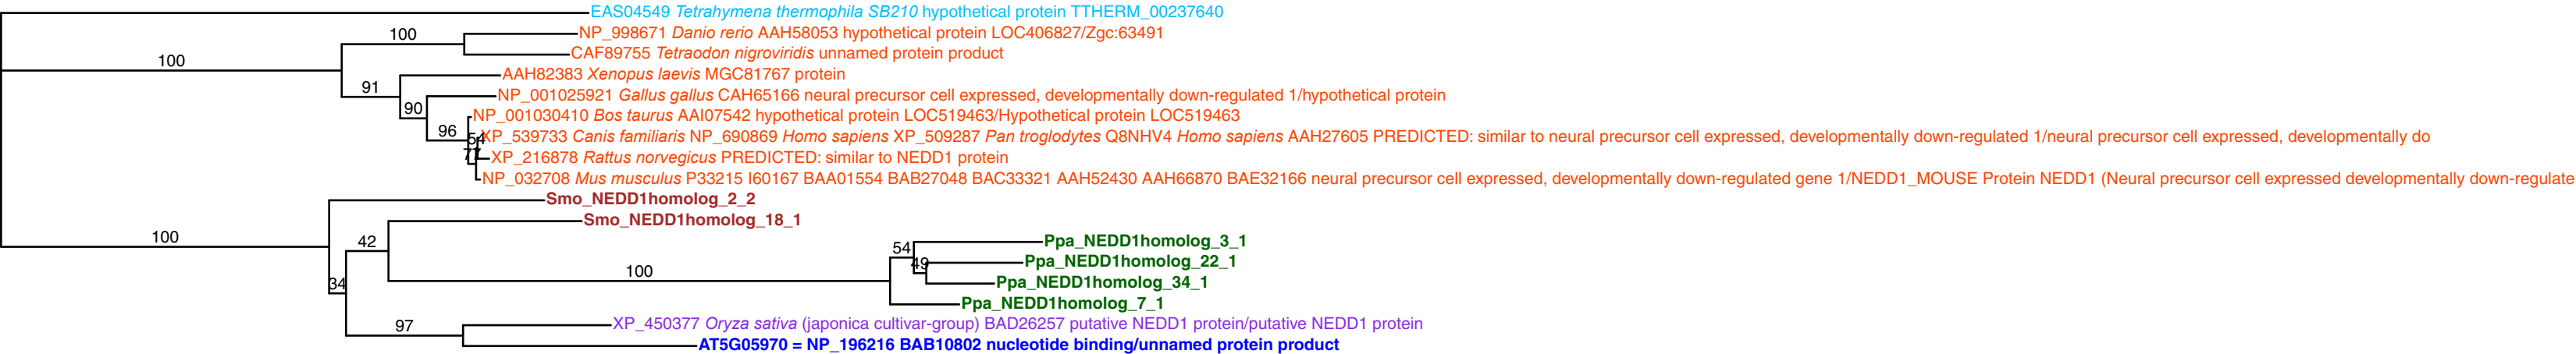 EAS04549 Tetrahymena thermophila SB210 hypothetical protein TTHERM_00237640
NP_998671 Danio rerio AAH58053 hypothetical protein LOC406827/Zgc:63491
100
CAF89755 Tetraodon nigroviridis unnamed protein product
100
AAH82383 Xenopus laevis MGC81767 protein
91
NP_001025921 Gallus gallus CAH65166 neural precursor cell expressed, developmentally down-regulated 1/hypothetical protein
90
NP_001030410 Bos taurus AAI07542 hypothetical protein LOC519463/Hypothetical protein LOC519463
96
54
XP_539733 Canis familiaris NP_690869 Homo sapiens XP_509287 Pan troglodytes Q8NHV4 Homo sapiens AAH27605 PREDICTED: similar to neural precursor cell expressed, developmentally down-regulated 1/neural precursor cell expressed, developmentally do
XP_216878 Rattus norvegicus PREDICTED: similar to NEDD1 protein
NP_032708 Mus musculus P33215 I60167 BAA01554 BAB27048 BAC33321 AAH52430 AAH66870 BAE32166 neural precursor cell expressed, developmentally down-regulated gene 1/NEDD1_MOUSE Protein NEDD1 (Neural precursor cell expressed developmentally down-regulate
Smo_NEDD1homolog_2_2
Smo_NEDD1homolog_18_1
100
42
Ppa_NEDD1homolog_3_1
54
49
Ppa_NEDD1homolog_22_1
100
Ppa_NEDD1homolog_34_1
34
Ppa_NEDD1homolog_7_1
XP_450377 Oryza sativa (japonica cultivar-group) BAD26257 putative NEDD1 protein/putative NEDD1 protein
97
AT5G05970 = NP_196216 BAB10802 nucleotide binding/unnamed protein product